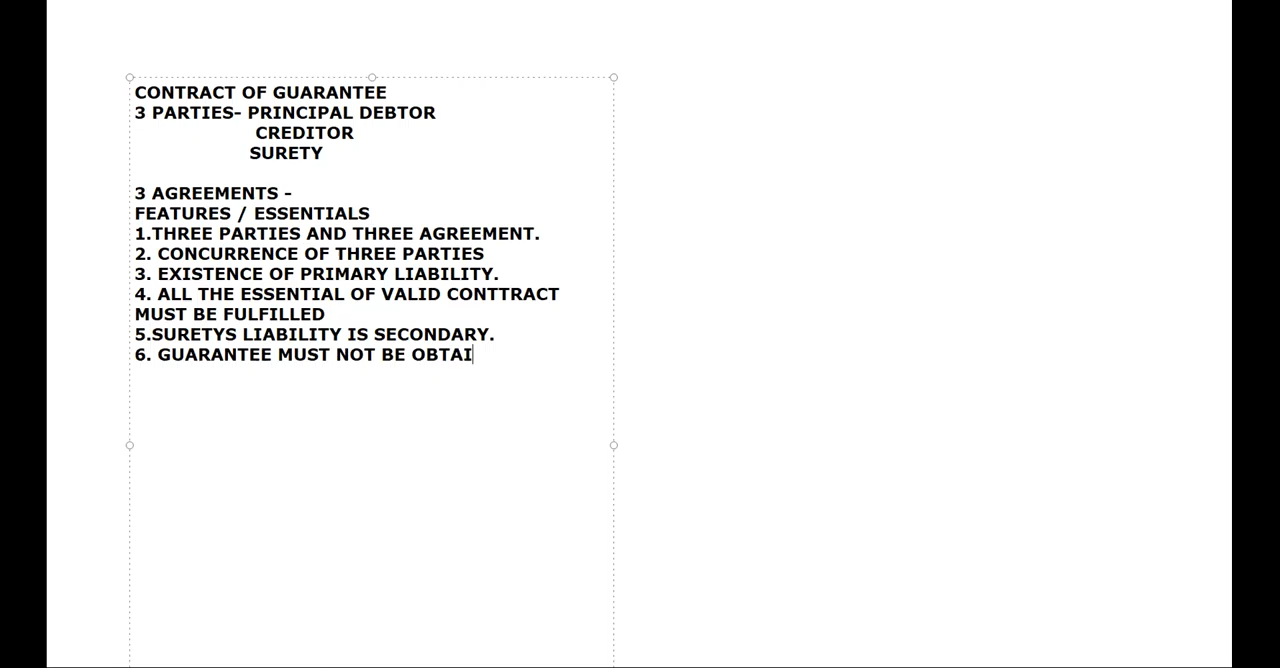 CONTRACT OF GUARANTEE
3 PARTIES- PRINCIPAL DEBTOR
CREDITOR
SURETY
3 AGREEMENTS -
FEATURES / ESSENTIALS
1.THREE PARTIES AND THREE AGREEMENT.
2. CONCURRENCE OF THREE PARTIES
3. EXISTENCE OF PRIMARY LIABILITY.
4. ALL THE ESSENTIAL OF VALID CONTTRACT
MUST BE FULFILLED
5.SURETYS LIABILITY IS SECONDARY.
6. GUARANTEE MUST NOT BE OBTAI